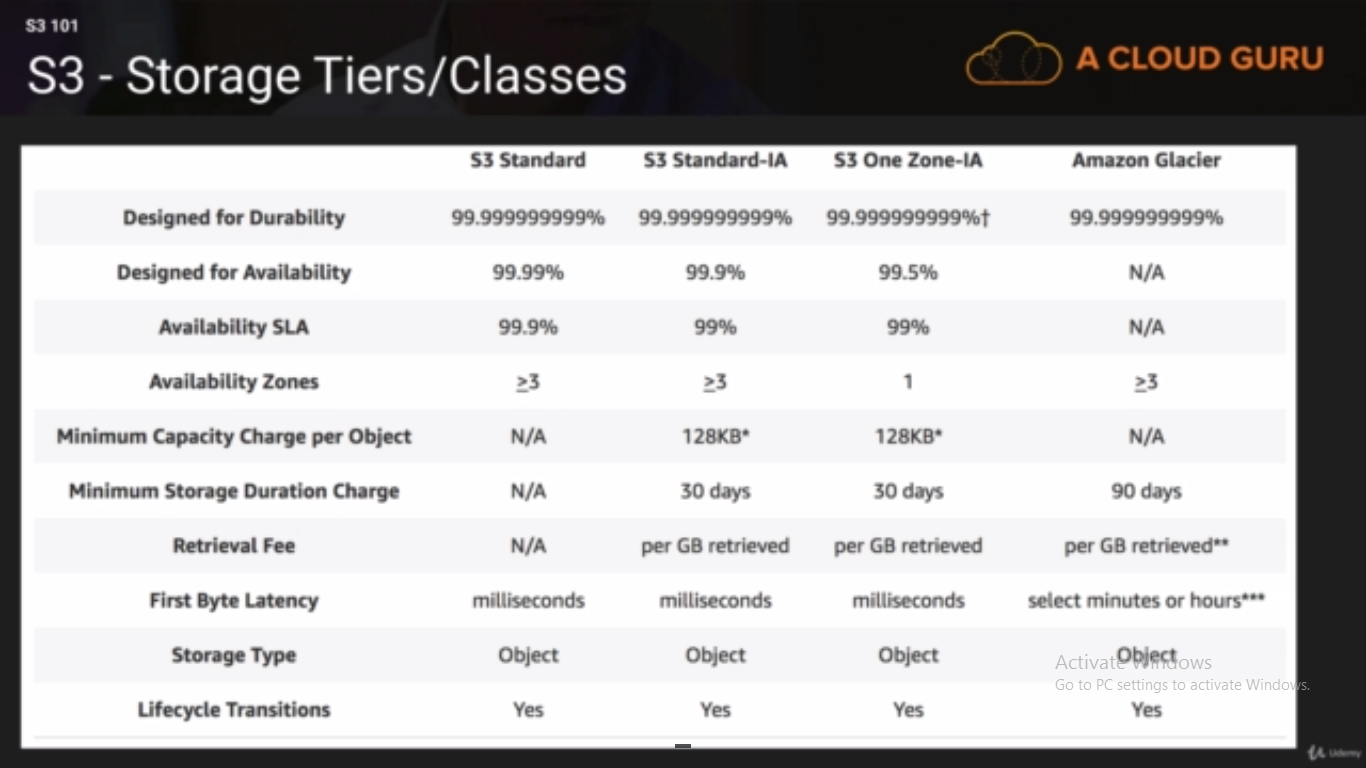 S3 101
S3 - Storage Tiers/Classes
A CLOUD GURU
S3 Standard S3 Standard-IA S3 One Zone-IA Amazon Glacier
Designed for Durability 99.999999999% 99.999999999% 99.999999999%† 99.999999999%
Designed for Availability 99.99% 99.9% 99.5% N/A
Availability SLA 99.9% 99% 99% N/A
Availability Zones ≥3 ≥3 1 ≥3
Minimum Capacity Charge per Object N/A 128KB* 128KB* N/A
Minimum Storage Duration Charge N/A 30 days 30 days 90 days
Retrieval Fee N/A per GB retrieved per GB retrieved per GB retrieved**
First Byte Latency milliseconds milliseconds milliseconds select minutes or hours***
Storage Type Object Object Object Object
Activate Windows
Go to PC settings to activate Windows.
Lifecycle Transitions Yes Yes Yes Yes
Udemy